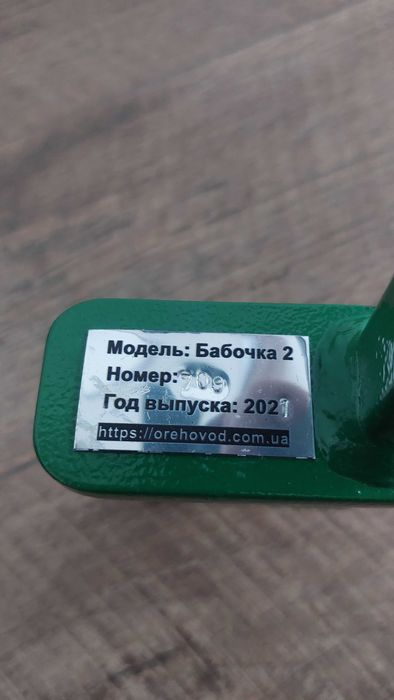 Модель: Бабочка 2
Номер: 709
Год выпуска: 2021
https://orehovod.com.ua